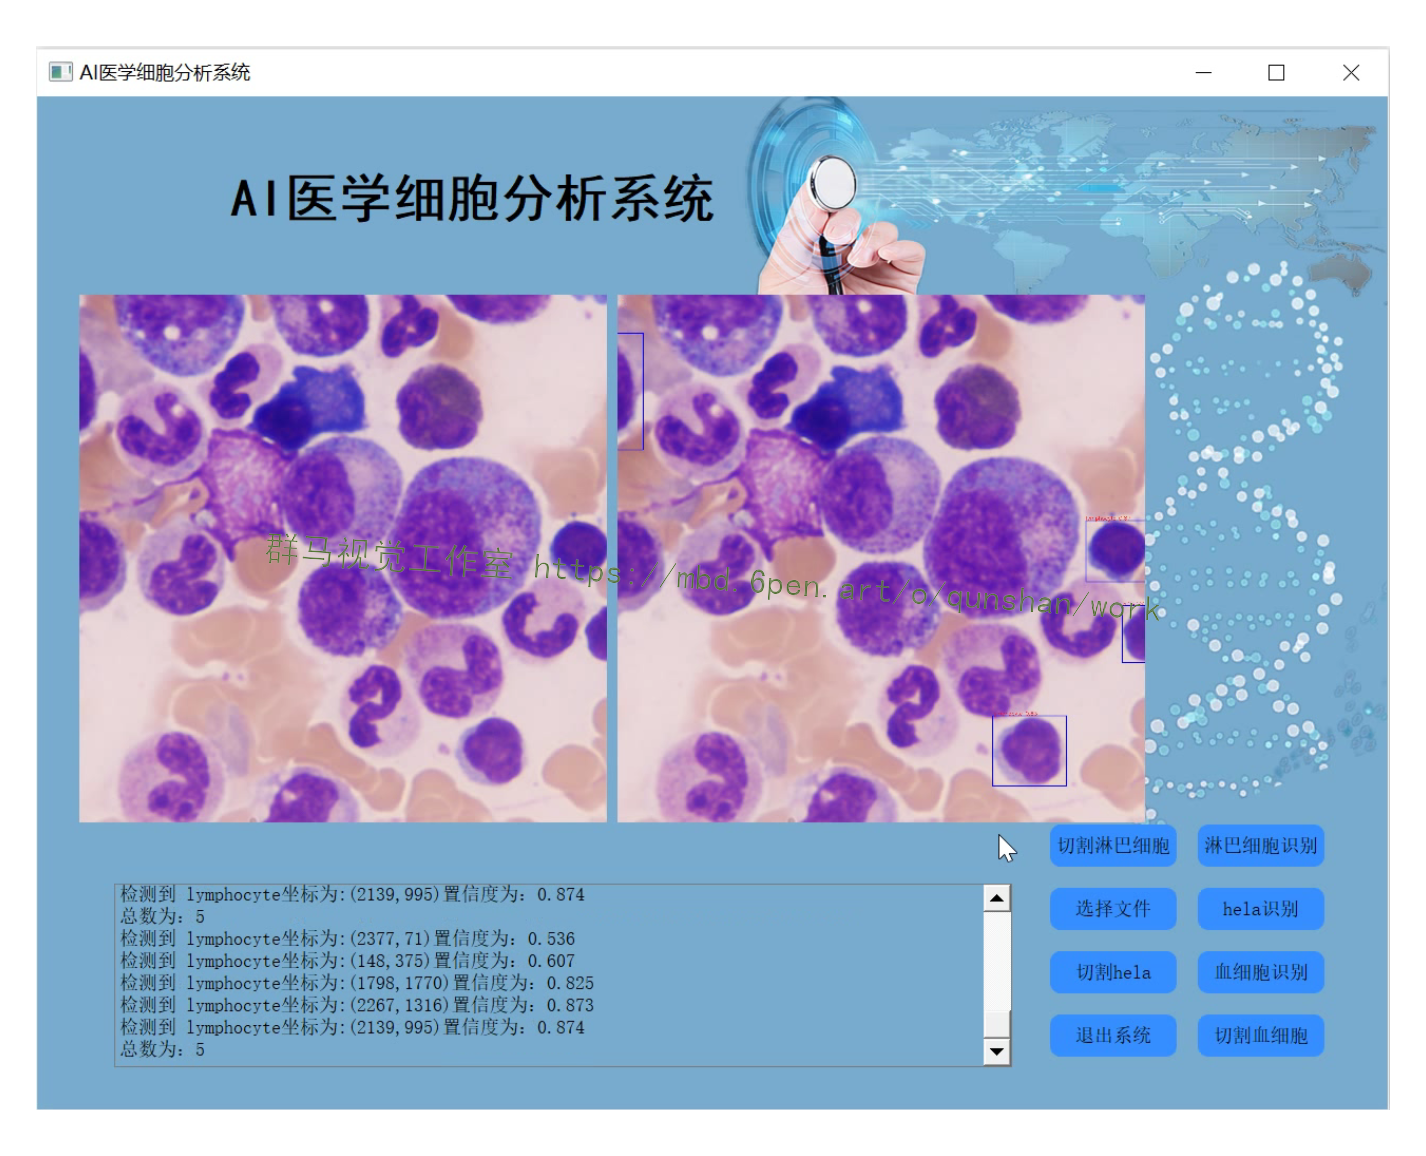 AI医学细胞分析系统
AI医学细胞分析系统
群马视觉工作室 https://mbd.6pen.art/o/qunshan/work
切割淋巴细胞
淋巴细胞识别
选择文件
hela识别
切割hela
血细胞识别
退出系统
切割血细胞
检测到 lymphocyte坐标为:(2139,995)置信度为: 0.874
总数为: 5
检测到 lymphocyte坐标为:(2377,71)置信度为: 0.536
检测到 lymphocyte坐标为:(148,375)置信度为: 0.607
检测到 lymphocyte坐标为:(1798,1770)置信度为: 0.825
检测到 lymphocyte坐标为:(2267,1316)置信度为: 0.873
检测到 lymphocyte坐标为:(2139,995)置信度为: 0.874
总数为: 5